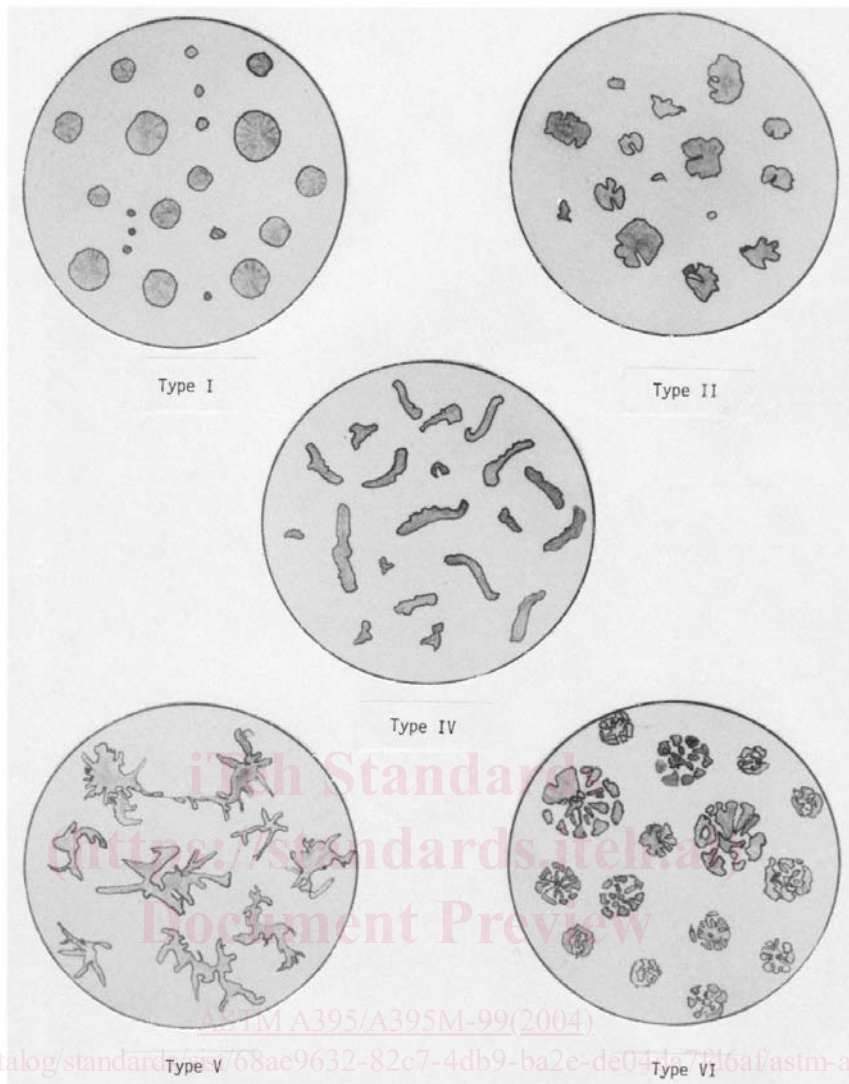 Type I
Type II
Type IV
iTeh Standards
(https://standards.iteh.ai)
Document Preview
ASTM A395/A395M-99(2004)
Type V
Type VI